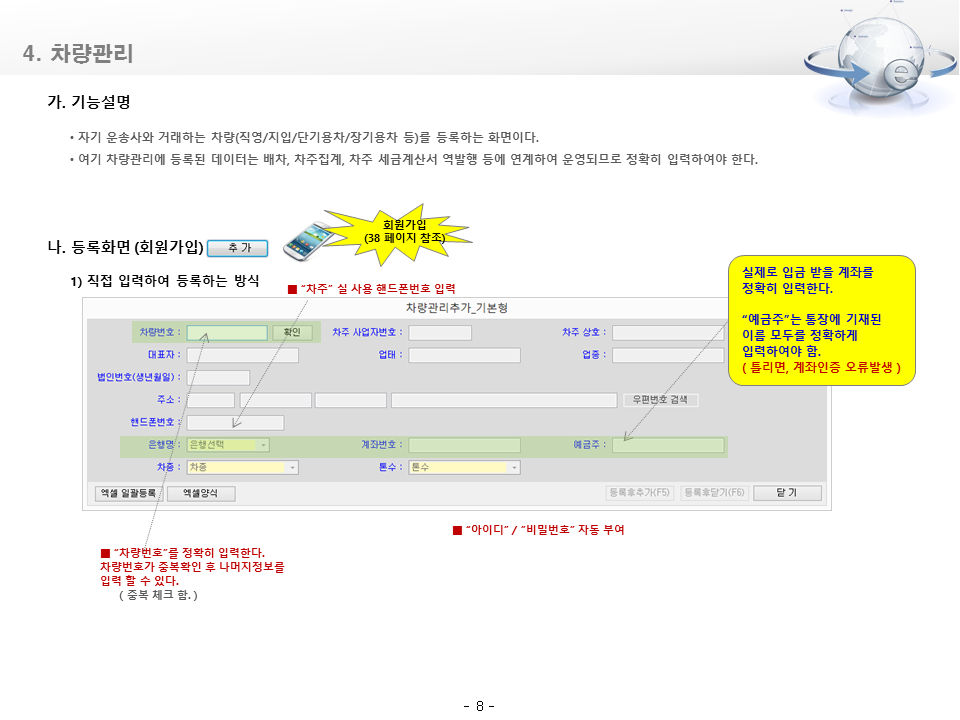 4. 차량관리
가. 기능설명
• 자기 운송사와 거래하는 차량(직영/지입/단기용차/장기용차 등)를 등록하는 화면이다.
• 여기 차량관리에 등록된 데이터는 배차, 차주집계, 차주 세금계산서 역발행 등에 연계하여 운영되므로 정확히 입력하여야 한다.
회원가입
(38 페이지 참조)
나. 등록화면 (회원가입) 추 가
1) 직접 입력하여 등록하는 방식
■ “차주” 실 사용 핸드폰번호 입력
실제로 입금 받을 계좌를
정확히 입력한다.
“예금주”는 통장에 기재된
이름 모두를 정확하게
입력하여야 함.
( 틀리면, 계좌인증 오류발생 )
차량관리추가_기본형
차량번호 : 확인 차주 사업자번호 : 차주 상호 :
대표자 : 업태 : 업종 :
법인번호(생년월일) :
주소 : 우편번호 검색
핸드폰번호 :
은행명 : 은행선택 계좌번호 : 예금주 :
차종 : 차종 톤수 : 톤수
엑셀 일괄등록 엑셀양식 등록후추가(F5) 등록후닫기(F6) 닫 기
■ “아이디” / “비밀번호” 자동 부여
■ “차량번호”를 정확히 입력한다.
차량번호가 중복확인 후 나머지정보를
입력 할 수 있다.
( 중복 체크 함. )
- 8 -